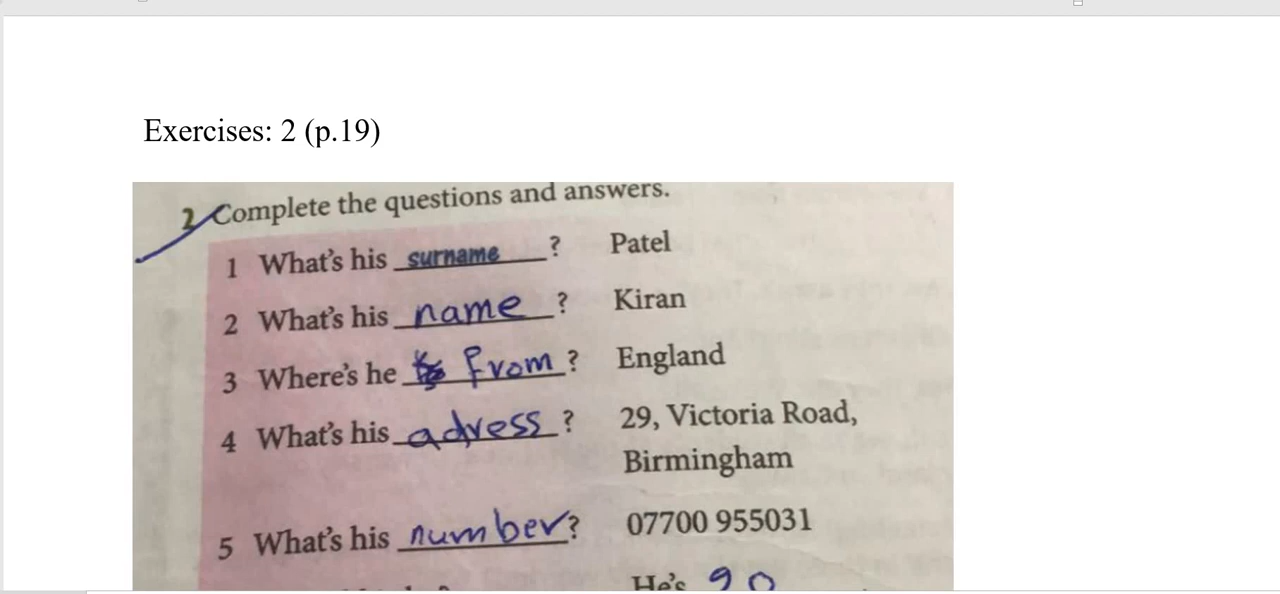 Exercises: 2 (p.19)
2 Complete the questions and answers.
1 What's his surname ? Patel
2 What's his name ? Kiran
3 Where's he from ? England
4 What's his adress ? 29, Victoria Road,
Birmingham
5 What's his number ? 07700 955031
He's 90